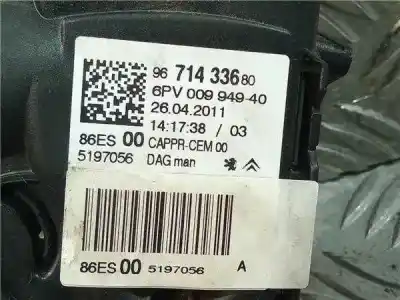 96 714 336 80
6PV 009 949-40
26.04.2011
14:17:38 / 03
86ES 00 CAPPR-CEM 00
5197056 DAG man
86ES 00 5197056 A